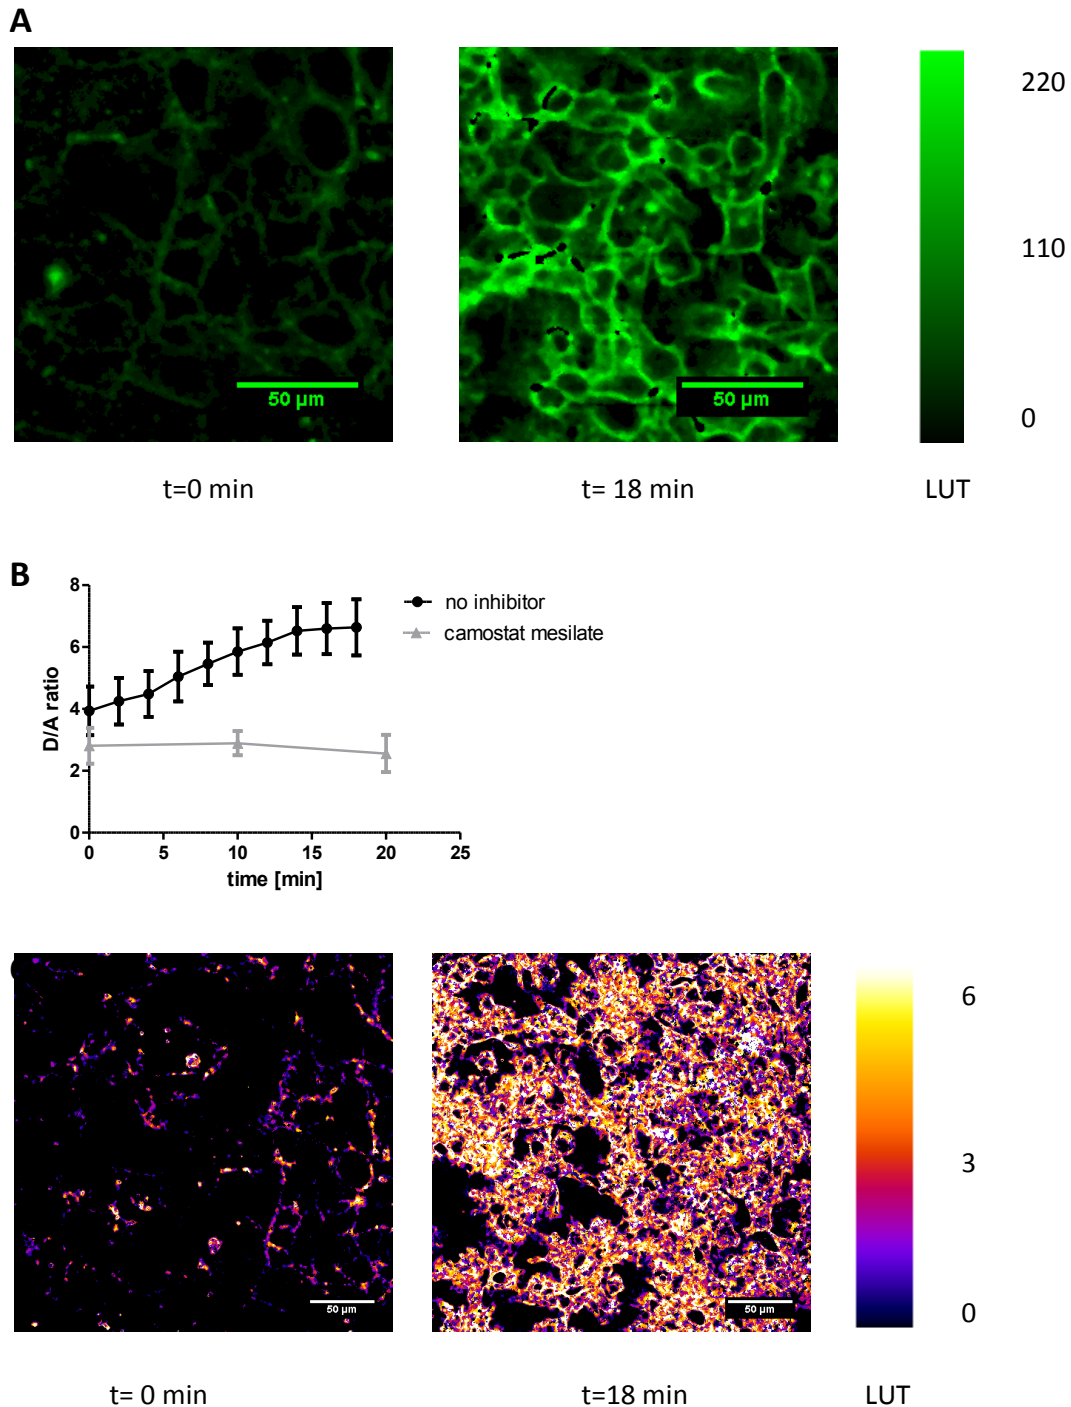 A
50 µm
50 µm
220
110
0
t=0 min
t= 18 min
LUT
B
8
6
4
2
0
D/A ratio
0
5
10
15
20
25
time [min]
no inhibitor
camostat mesilate
50 µm
50 µm
6
3
0
t= 0 min
t=18 min
LUT